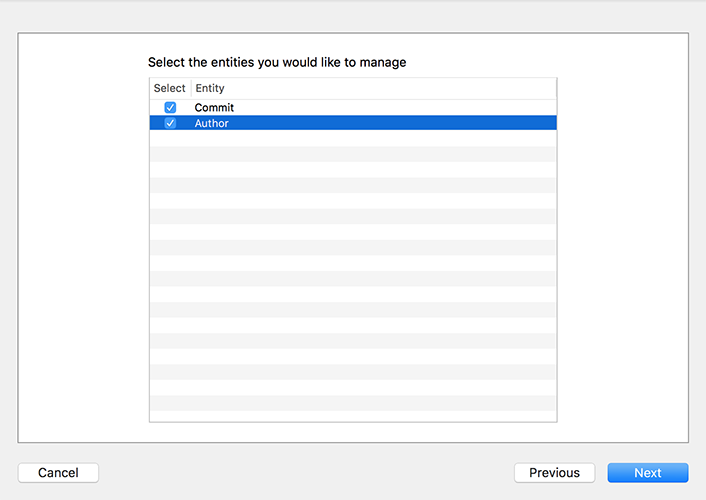 Select the entities you would like to manage
Select Entity
Commit
Author
Cancel Previous Next